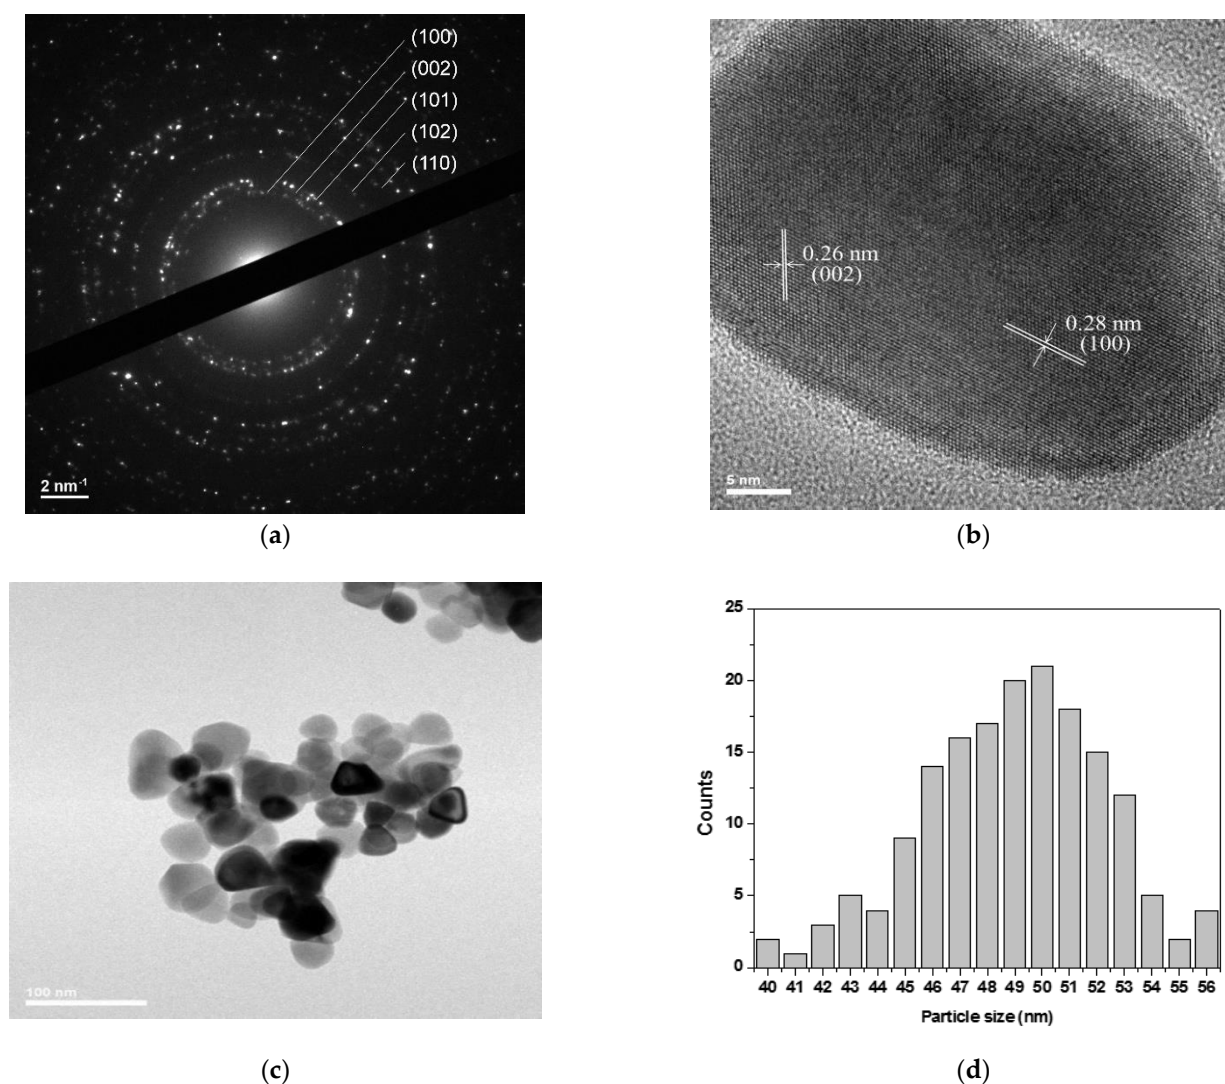 (100)
(002)
(101)
(102)
(110)
2 nm⁻¹
(a)
0.26 nm
(002)
0.28 nm
(100)
5 nm
(b)
100 nm
(c)
25
20
15
10
5
0
Counts
40 41 42 43 44 45 46 47 48 49 50 51 52 53 54 55 56
Particle size (nm)
(d)